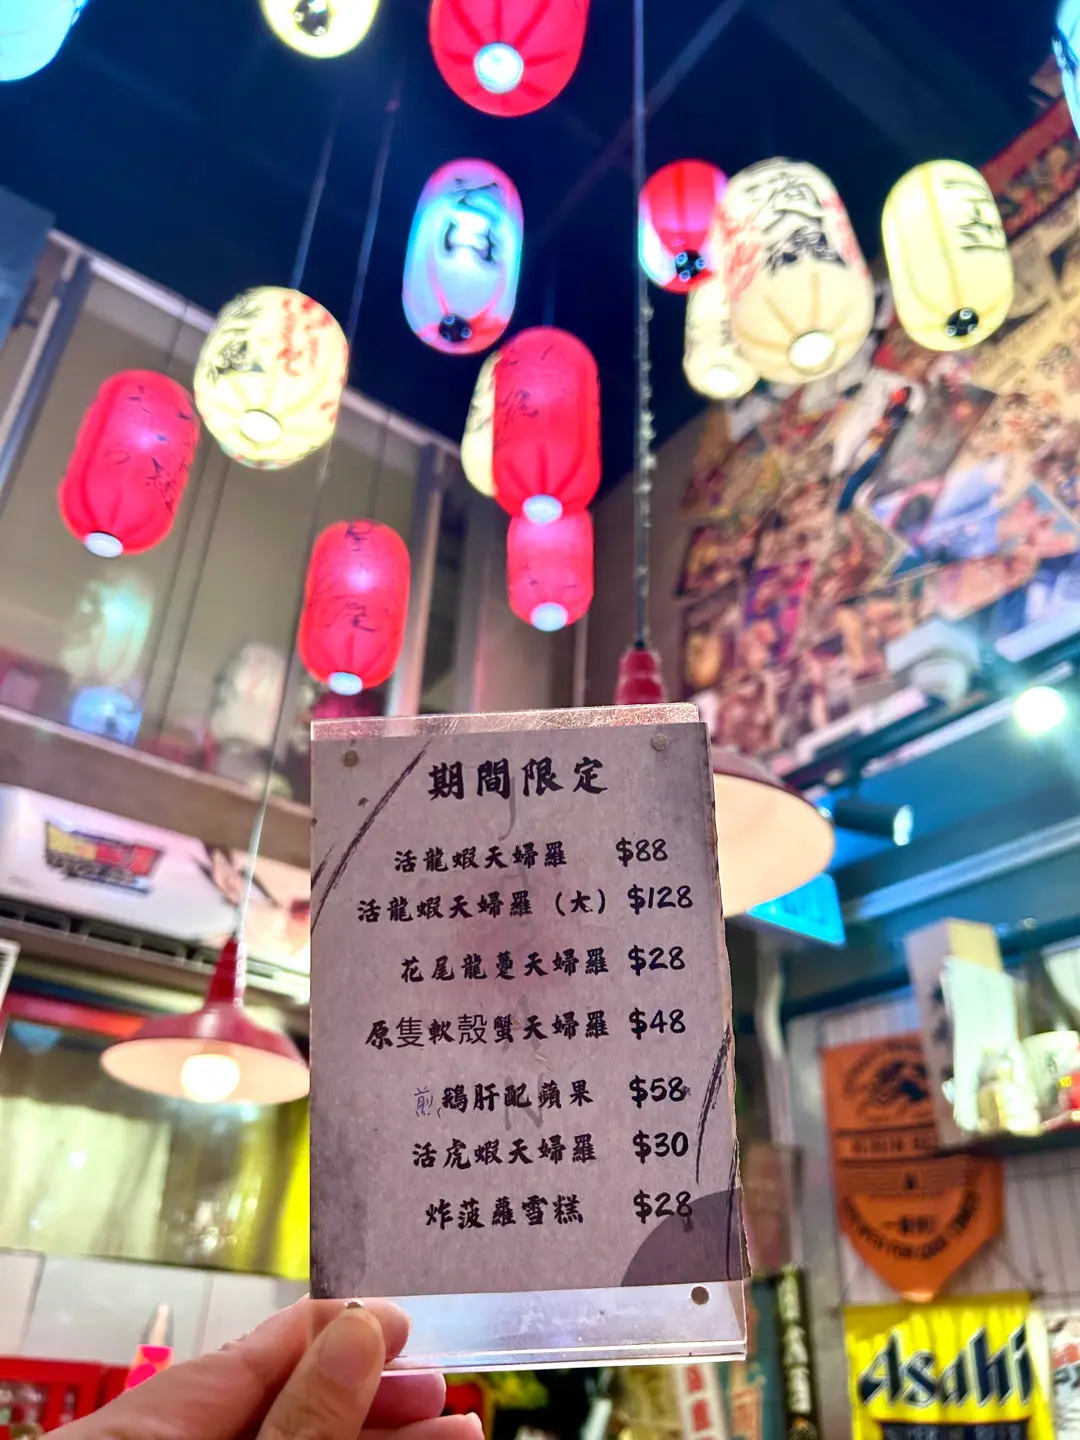 滴入魂
期間限定
活龍蝦天婦羅 $88
活龍蝦天婦羅 (大) $128
花尾龍躉天婦羅 $28
原隻軟殼蟹天婦羅 $48
煎鵝肝配蘋果 $58
活虎蝦天婦羅 $30
炸菠蘿雪糕 $28
Asahi